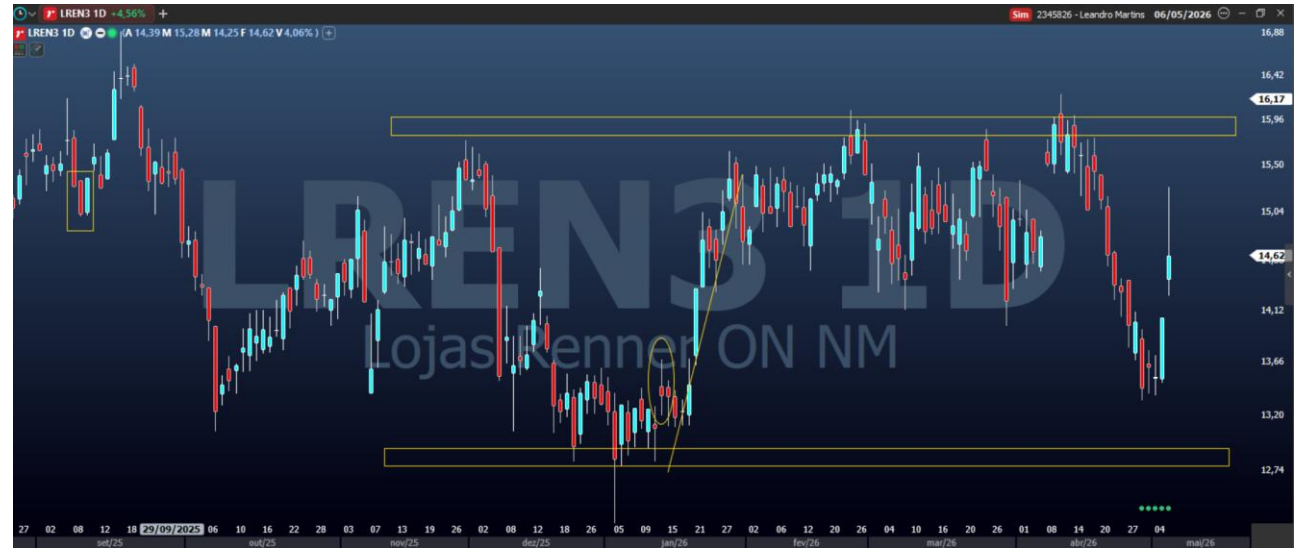 LREN3 1D +4,56% +
Sim 2345826 - Leandro Martins 06/05/2026
LREN3 1D (A 14,39 M 15,28 M 14,25 F 14,62 V 4,06% )
16,88
16,42
16,17
15,96
15,50
15,04
14,62
14,12
13,66
13,20
12,74
LREN3 1D
Lojas Renner ON NM
27 02 08 12 18 29/09/2025 06 10 16 22 28 03 07 13 19 26 02 08 12 18 26 05 09 15 21 27 02 06 12 20 26 04 10 16 20 26 01 08 14 20 27 04
set/25 out/25 nov/25 dez/25 jan/26 fev/26 mar/26 abr/26 mai/26